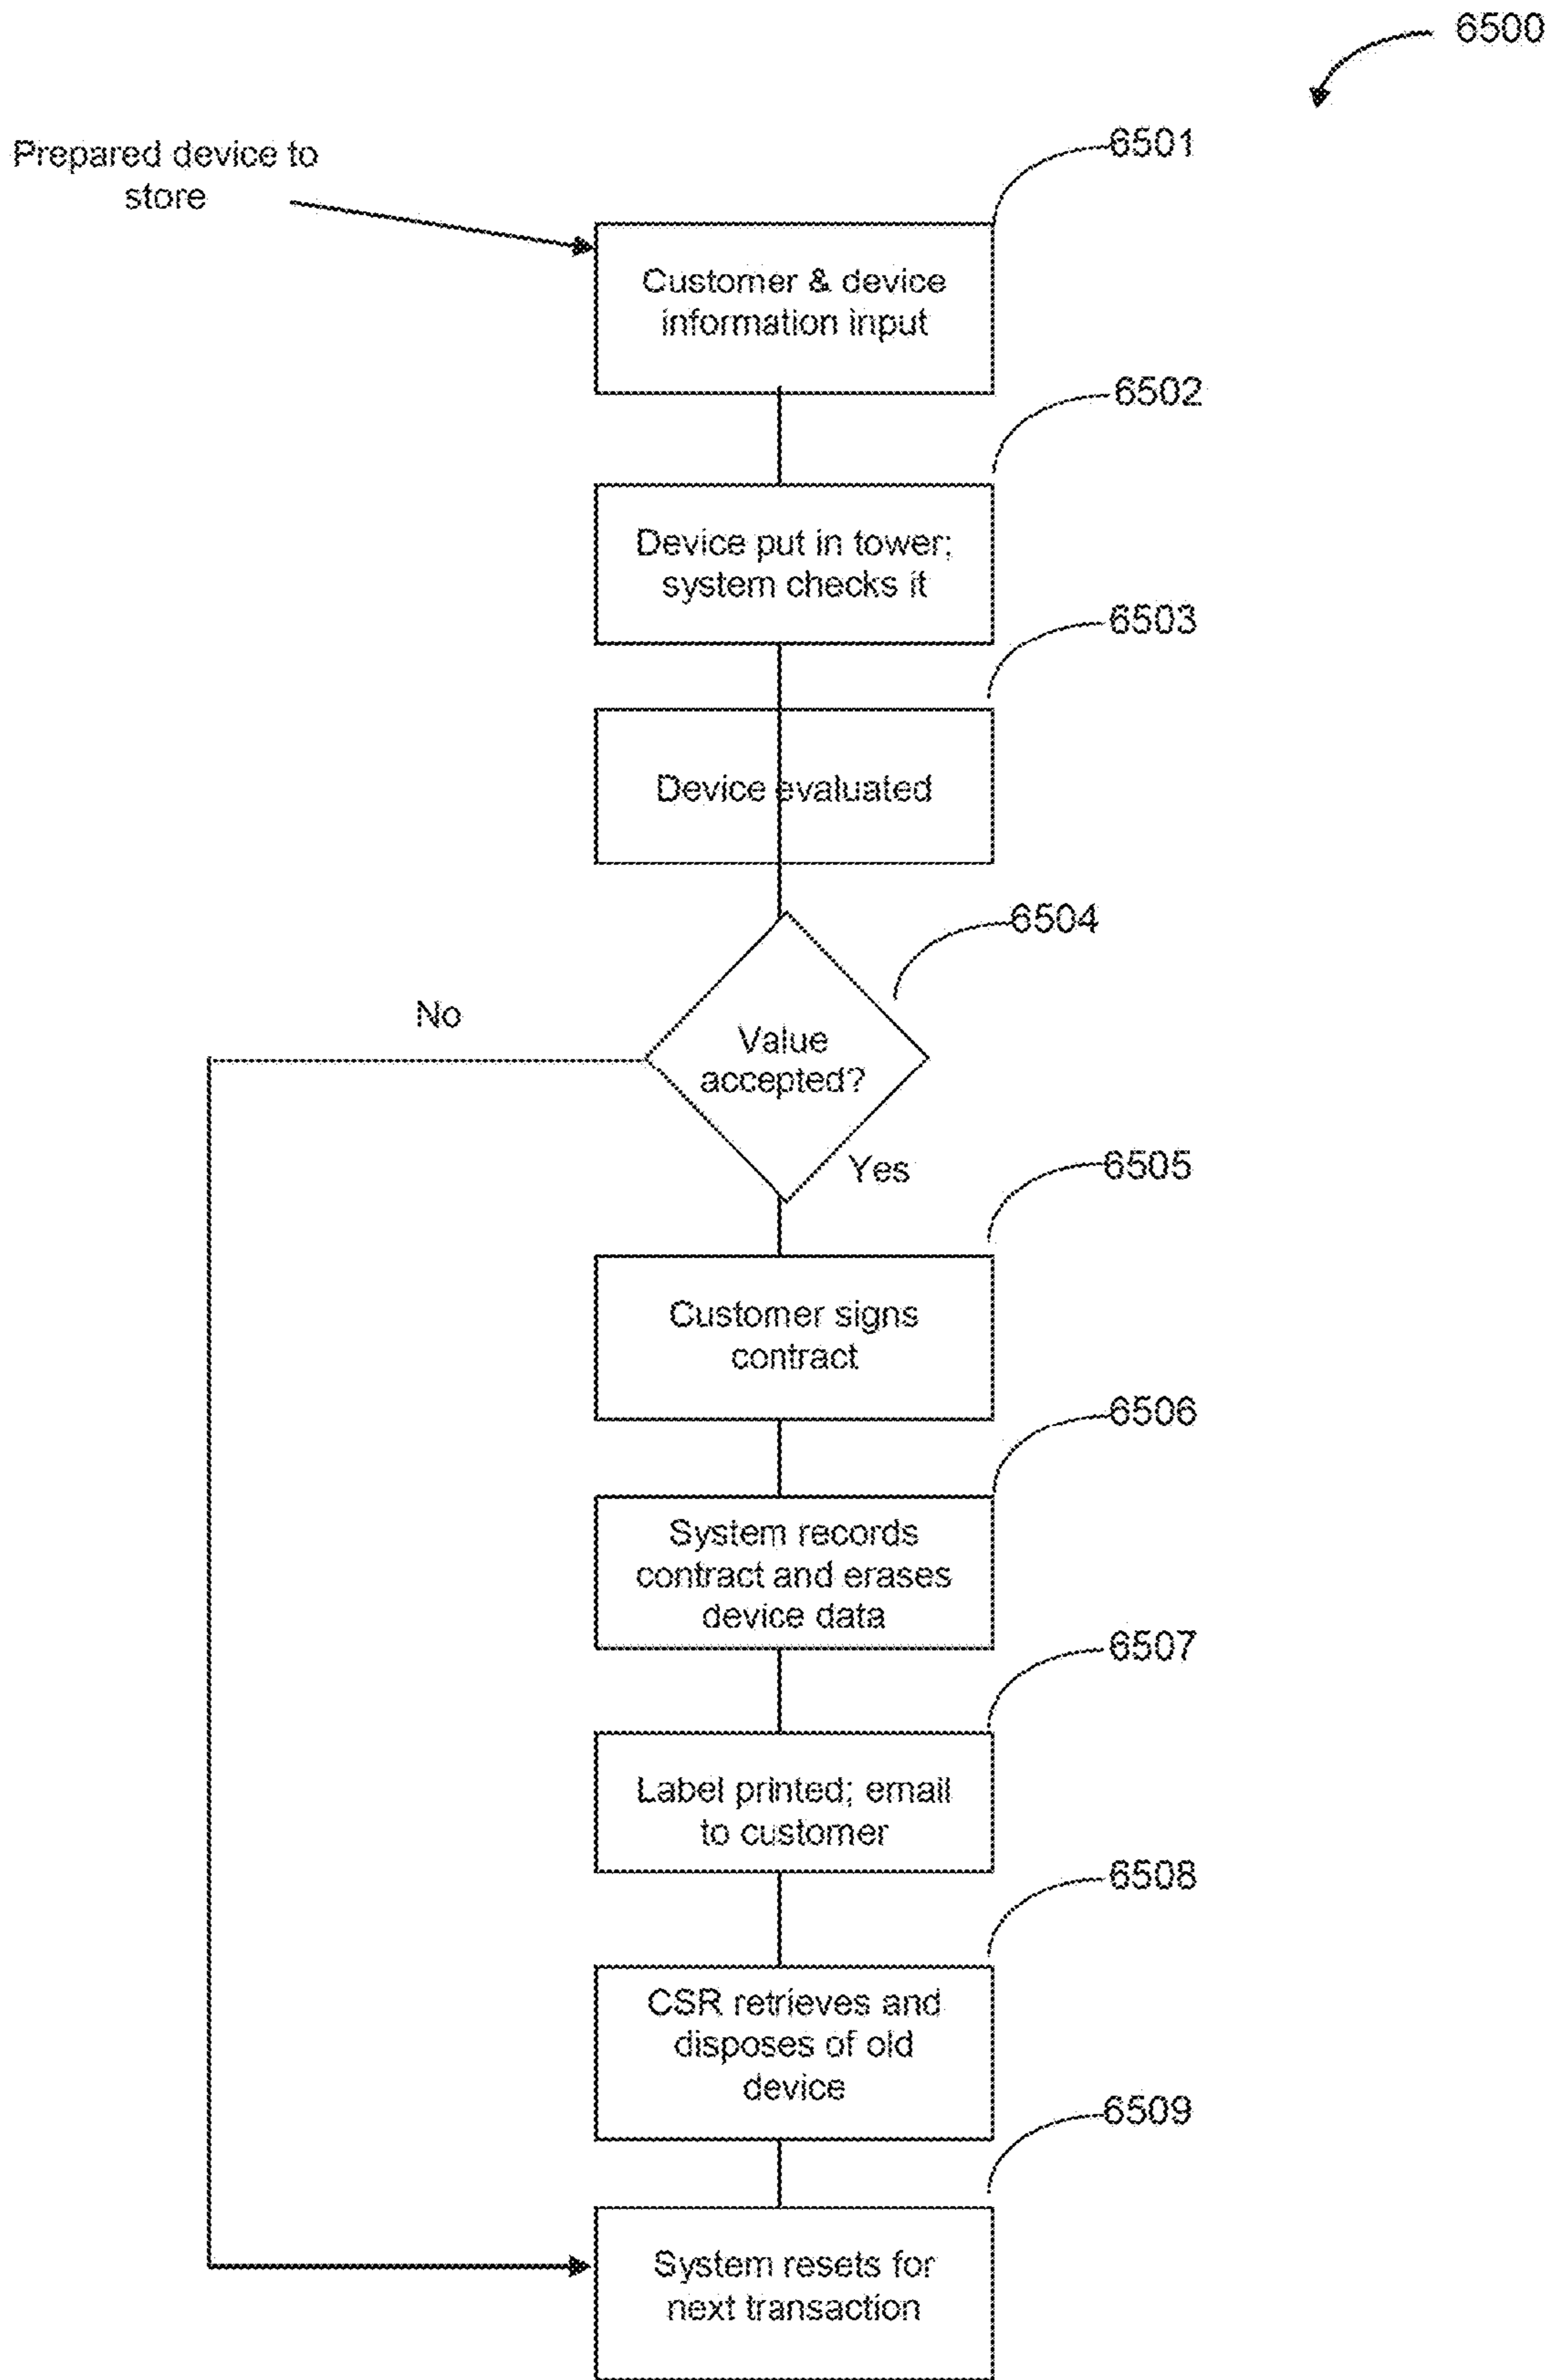 6500
Prepared device to
store
6501
Customer & device
information input
6502
Device put in tower;
system checks it
6503
Device evaluated
6504
No
Value
accepted?
Yes
6505
Customer signs
contract
6506
System records
contract and erases
device data
6507
Label printed; email
to customer
6508
CSR retrieves and
disposes of old
device
6509
System resets for
next transaction